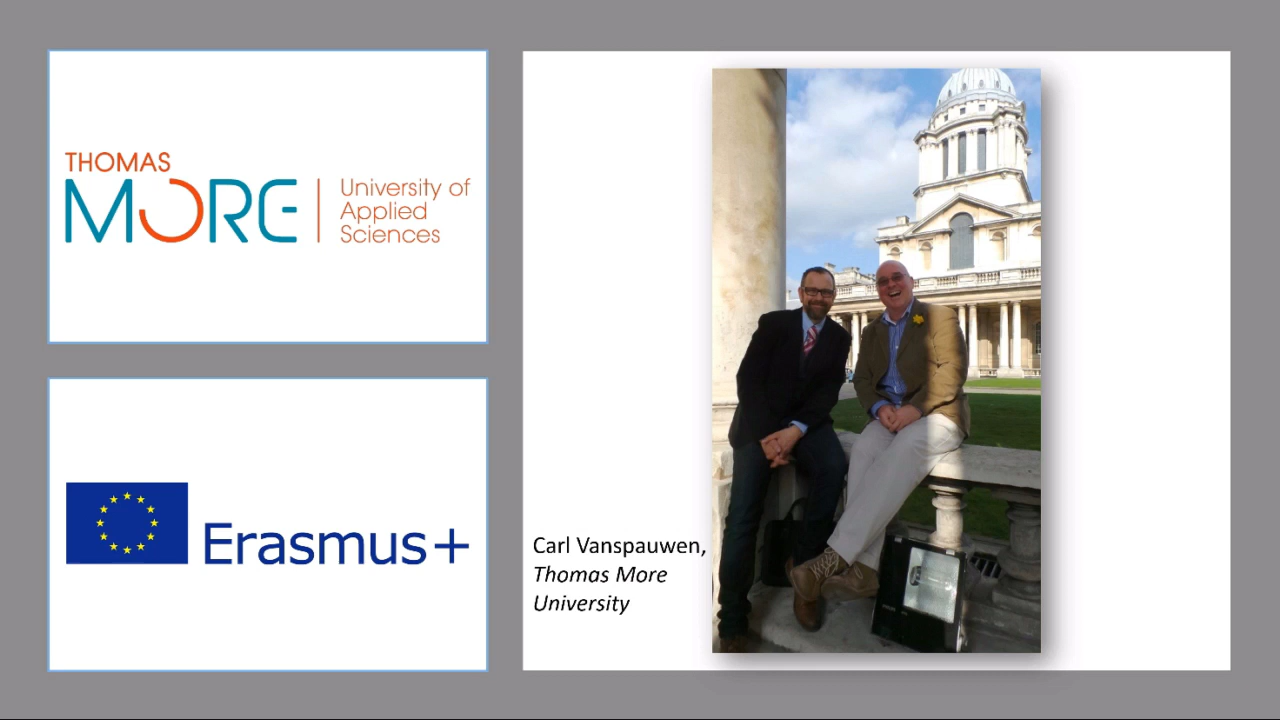 THOMAS
MORE
University of
Applied
Sciences
Erasmus+
Carl Vanspauwen,
Thomas More
University